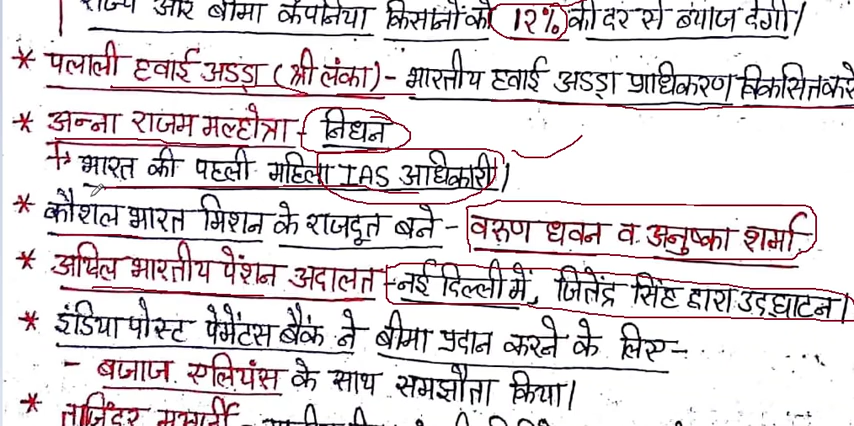 राज्य और बीमा कंपनियां किसानों को 12% की दर से ब्याज देगी।
* पलाली हवाई अड्डा (श्री लंका) - भारतीय हवाई अड्डा प्राधिकरण विकसित करे
* अन्ना राजम मल्होत्रा - निधन
↳ भारत की पहली महिला IAS अधिकारी।
* कौशल भारत मिशन के राजदूत बने - वरुण धवन व अनुष्का शर्मा
* अखिल भारतीय पेंशन अदालत - नई दिल्ली में, जितेंद्र सिंह द्वारा उद्घाटन।
* इंडिया पोस्ट पेमेंटस बैंक ने बीमा प्रदान करने के लिए -
- बजाज एलियंस के साथ समझौता किया।
*